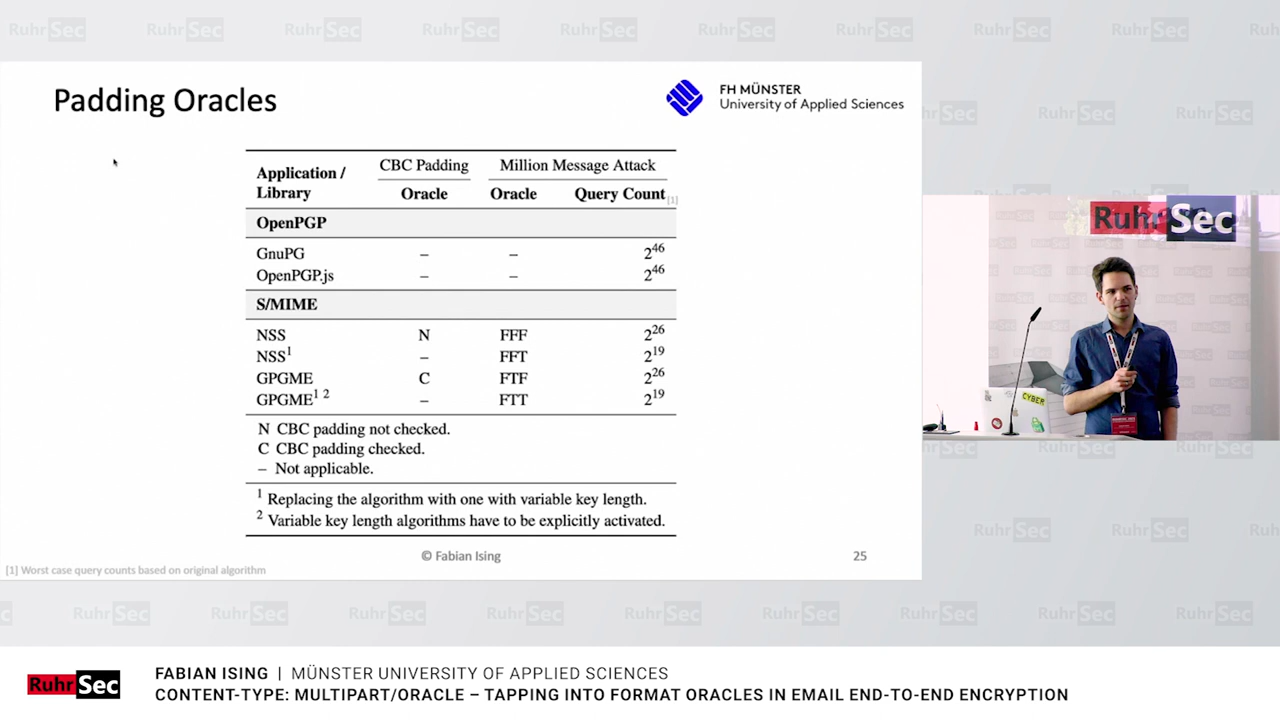 Padding Oracles
FH MÜNSTER
University of Applied Sciences
Application / Library CBC Padding Million Message Attack
Oracle Oracle Query Count [1]
OpenPGP
GnuPG – – 2^46
OpenPGP.js – – 2^46
S/MIME
NSS N FFF 2^26
NSS^1 – FFT 2^19
GPGME C FTF 2^26
GPGME^1 2 – FTT 2^19
N CBC padding not checked.
C CBC padding checked.
– Not applicable.
1 Replacing the algorithm with one with variable key length.
2 Variable key length algorithms have to be explicitly activated.
© Fabian Ising
25
[1] Worst case query counts based on original algorithm
RuhrSec
CYBER
RuhrSec
FABIAN ISING | MÜNSTER UNIVERSITY OF APPLIED SCIENCES
CONTENT-TYPE: MULTIPART/ORACLE – TAPPING INTO FORMAT ORACLES IN EMAIL END-TO-END ENCRYPTION